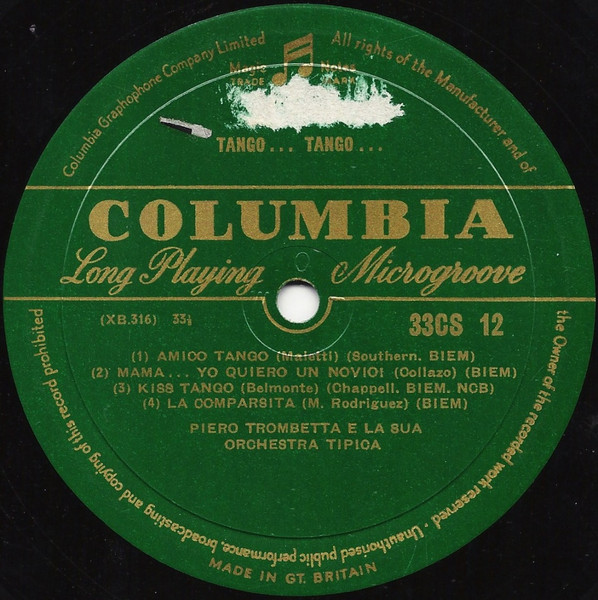 Columbia Graphophone Company Limited
All rights of the Manufacturer and of
the Owner of the recorded work reserved - Unauthorised public performance, broadcasting and copying of this record prohibited
Magic Notes
TRADE MARK
TANGO... TANGO...
COLUMBIA
Long Playing Microgroove
(XB.316) 33⅓ 33CS 12
(1) AMICO TANGO (Maietti) (Southern. BIEM)
(2) MAMA... YO QUIERO UN NOVIO! (Collazo) (BIEM)
(3) KISS TANGO (Belmonte) (Chappell. BIEM. NCB)
(4) LA COMPARSITA (M. Rodriguez) (BIEM)
PIERO TROMBETTA E LA SUA
ORCHESTRA TIPICA
MADE IN GT. BRITAIN